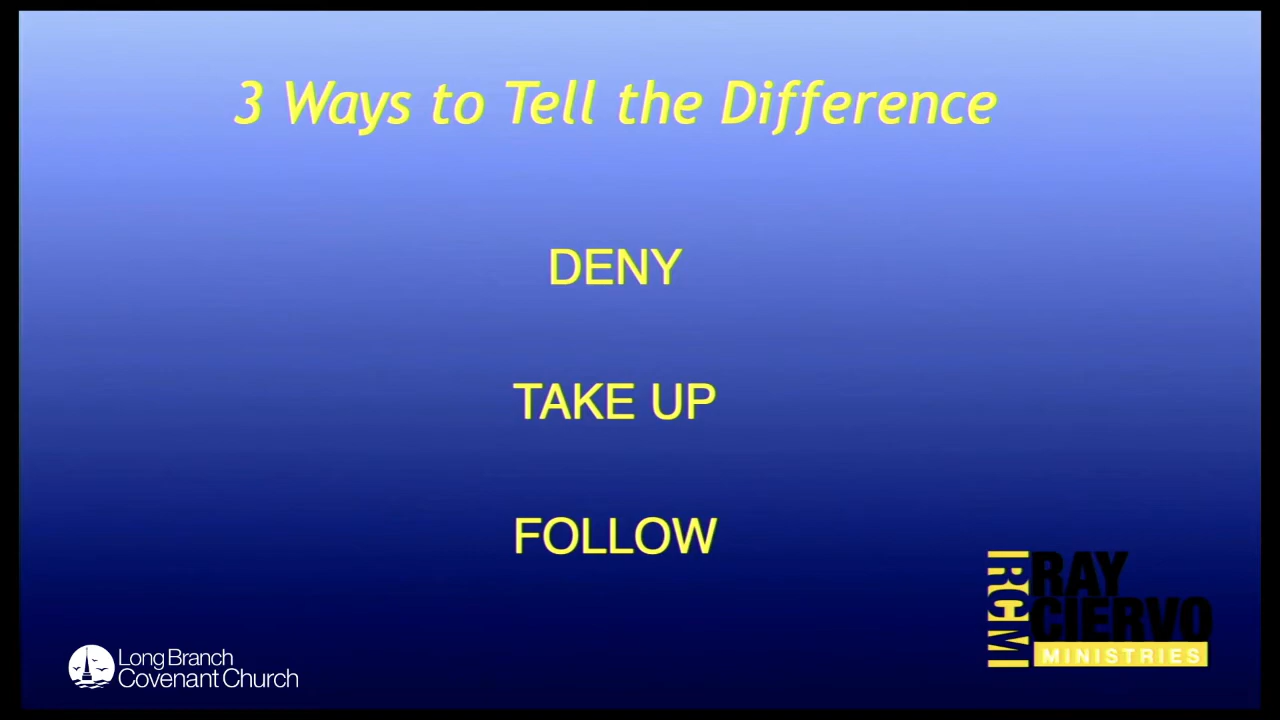 3 Ways to Tell the Difference
DENY
TAKE UP
FOLLOW
RCM
RAY
CIERVO
MINISTRIES
Long Branch
Covenant Church